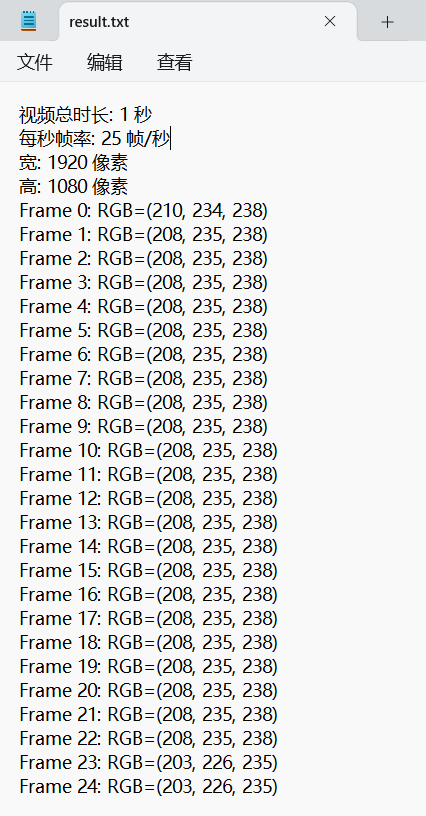 result.txt
文件 编辑 查看
视频总时长: 1 秒
每秒帧率: 25 帧/秒
宽: 1920 像素
高: 1080 像素
Frame 0: RGB=(210, 234, 238)
Frame 1: RGB=(208, 235, 238)
Frame 2: RGB=(208, 235, 238)
Frame 3: RGB=(208, 235, 238)
Frame 4: RGB=(208, 235, 238)
Frame 5: RGB=(208, 235, 238)
Frame 6: RGB=(208, 235, 238)
Frame 7: RGB=(208, 235, 238)
Frame 8: RGB=(208, 235, 238)
Frame 9: RGB=(208, 235, 238)
Frame 10: RGB=(208, 235, 238)
Frame 11: RGB=(208, 235, 238)
Frame 12: RGB=(208, 235, 238)
Frame 13: RGB=(208, 235, 238)
Frame 14: RGB=(208, 235, 238)
Frame 15: RGB=(208, 235, 238)
Frame 16: RGB=(208, 235, 238)
Frame 17: RGB=(208, 235, 238)
Frame 18: RGB=(208, 235, 238)
Frame 19: RGB=(208, 235, 238)
Frame 20: RGB=(208, 235, 238)
Frame 21: RGB=(208, 235, 238)
Frame 22: RGB=(208, 235, 238)
Frame 23: RGB=(203, 226, 235)
Frame 24: RGB=(203, 226, 235)